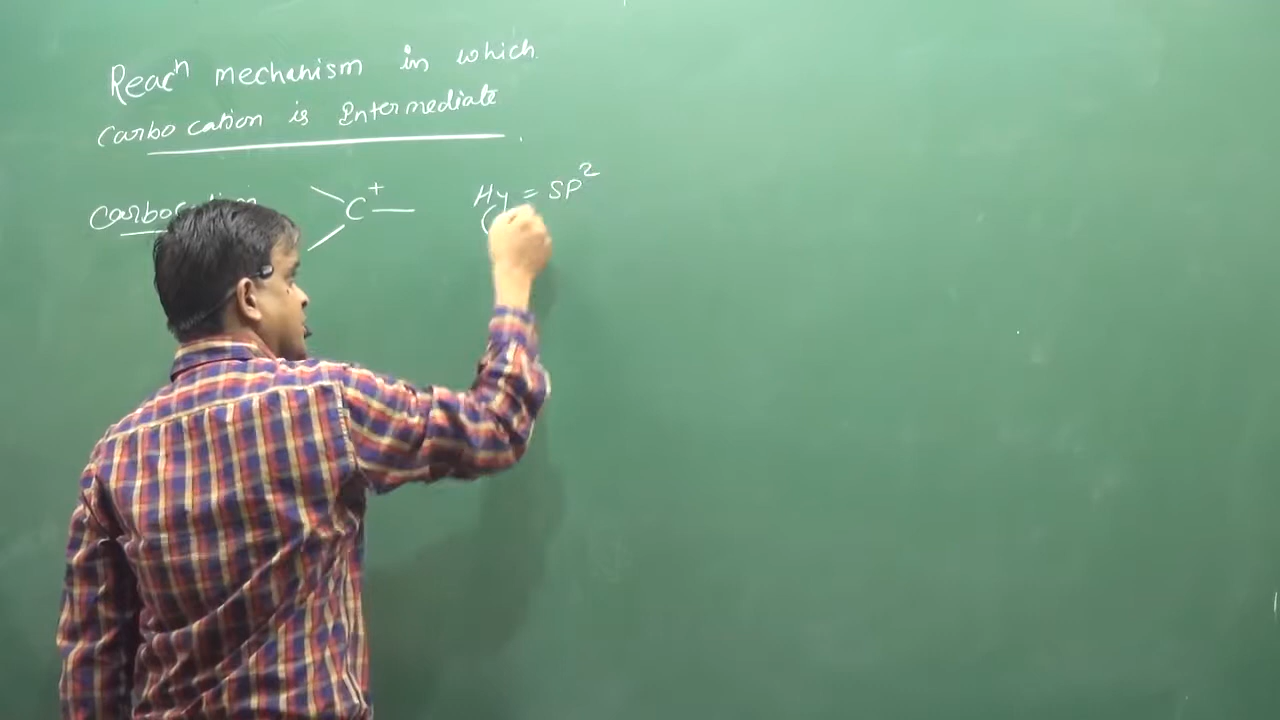 Reacⁿ mechanism in which
carbocation is Intermediate
C⁺
Hy = SP²
(